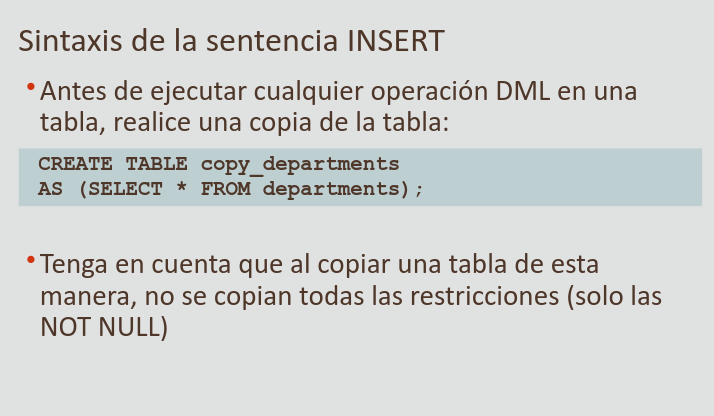 Sintaxis de la sentencia INSERT
•Antes de ejecutar cualquier operación DML en una
tabla, realice una copia de la tabla:
CREATE TABLE copy_departments
AS (SELECT * FROM departments);
•Tenga en cuenta que al copiar una tabla de esta
manera, no se copian todas las restricciones (solo las
NOT NULL)